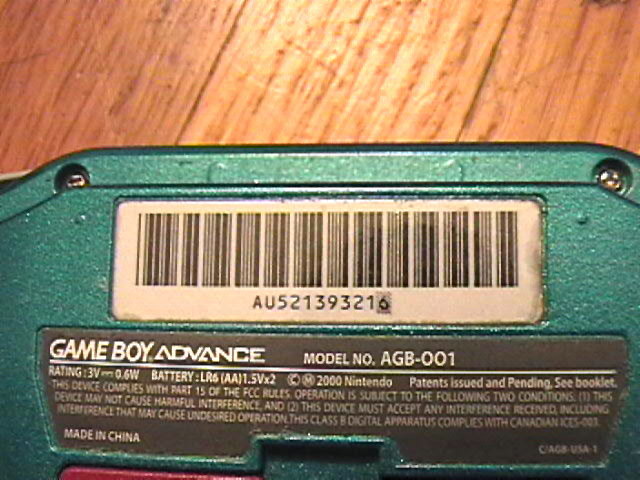 AU521393216
GAME BOY ADVANCE MODEL NO. AGB-001
RATING: 3V⎓0.6W BATTERY: LR6 (AA)1.5Vx2 ©Ⓜ 2000 Nintendo Patents issued and Pending, See booklet.
THIS DEVICE COMPLIES WITH PART 15 OF THE FCC RULES. OPERATION IS SUBJECT TO THE FOLLOWING TWO CONDITIONS. (1) THIS
DEVICE MAY NOT CAUSE HARMFUL INTERFERENCE, AND (2) THIS DEVICE MUST ACCEPT ANY INTERFERENCE RECEIVED, INCLUDING
INTERFERENCE THAT MAY CAUSE UNDESIRED OPERATION.THIS CLASS B DIGITAL APPARATUS COMPLIES WITH CANADIAN ICES-003.
MADE IN CHINA C/AGB-USA-1